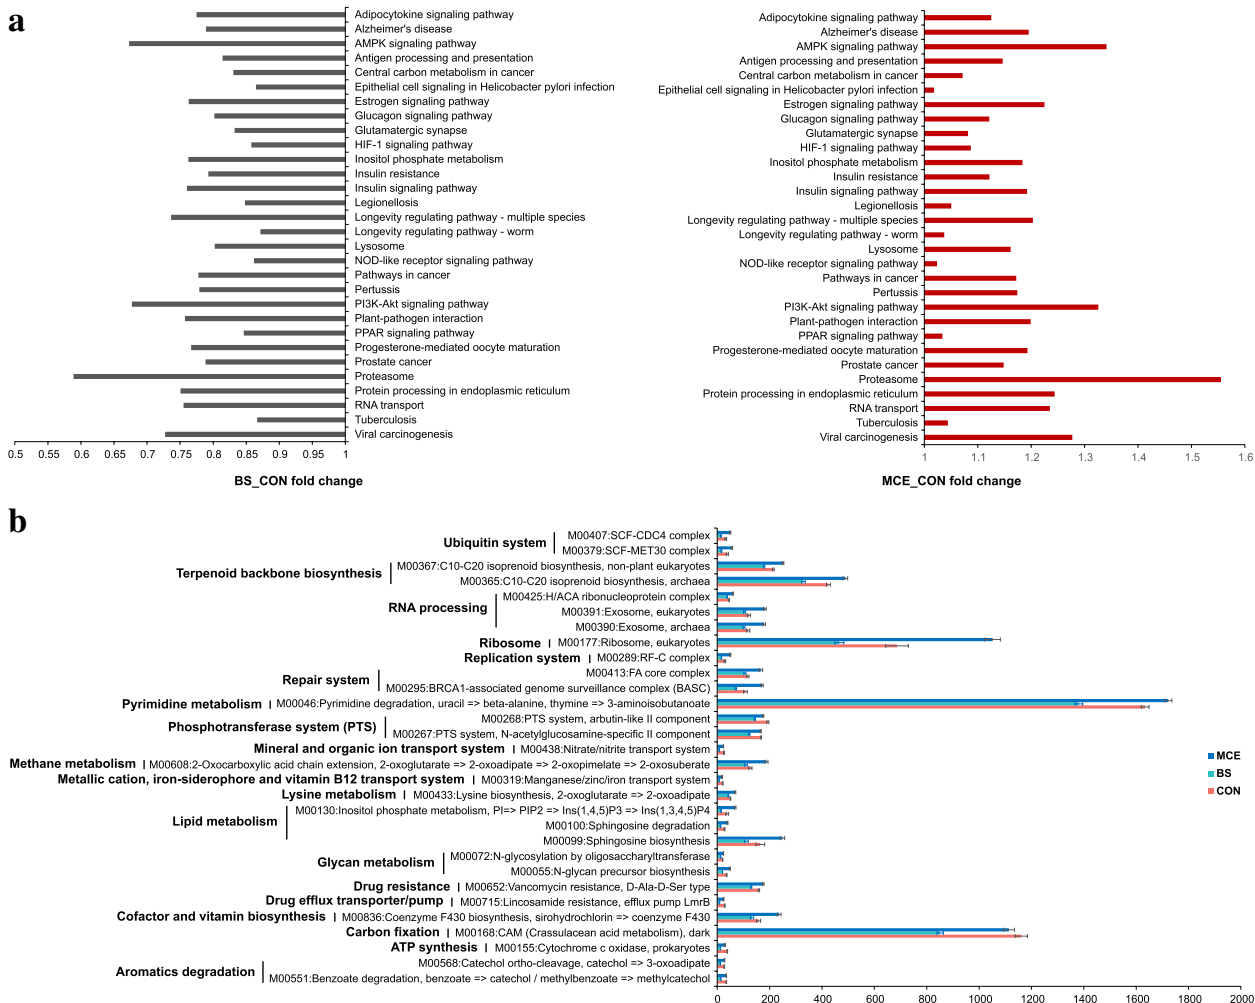 a
Adipocytokine signaling pathway
Alzheimer's disease
AMPK signaling pathway
Antigen processing and presentation
Central carbon metabolism in cancer
Epithelial cell signaling in Helicobacter pylori infection
Estrogen signaling pathway
Glucagon signaling pathway
Glutamatergic synapse
HIF-1 signaling pathway
Inositol phosphate metabolism
Insulin resistance
Insulin signaling pathway
Legionellosis
Longevity regulating pathway - multiple species
Longevity regulating pathway - worm
Lysosome
NOD-like receptor signaling pathway
Pathways in cancer
Pertussis
PI3K-Akt signaling pathway
Plant-pathogen interaction
PPAR signaling pathway
Progesterone-mediated oocyte maturation
Prostate cancer
Proteasome
Protein processing in endoplasmic reticulum
RNA transport
Tuberculosis
Viral carcinogenesis
0.5 0.55 0.6 0.65 0.7 0.75 0.8 0.85 0.9 0.95 1
BS_CON fold change
Adipocytokine signaling pathway
Alzheimer's disease
AMPK signaling pathway
Antigen processing and presentation
Central carbon metabolism in cancer
Epithelial cell signaling in Helicobacter pylori infection
Estrogen signaling pathway
Glucagon signaling pathway
Glutamatergic synapse
HIF-1 signaling pathway
Inositol phosphate metabolism
Insulin resistance
Insulin signaling pathway
Legionellosis
Longevity regulating pathway - multiple species
Longevity regulating pathway - worm
Lysosome
NOD-like receptor signaling pathway
Pathways in cancer
Pertussis
PI3K-Akt signaling pathway
Plant-pathogen interaction
PPAR signaling pathway
Progesterone-mediated oocyte maturation
Prostate cancer
Proteasome
Protein processing in endoplasmic reticulum
RNA transport
Tuberculosis
Viral carcinogenesis
1 1.1 1.2 1.3 1.4 1.5 1.6
MCE_CON fold change
b
Ubiquitin system
M00407:SCF-CDC4 complex
M00379:SCF-MET30 complex
Terpenoid backbone biosynthesis
M00367:C10-C20 isoprenoid biosynthesis, non-plant eukaryotes
M00365:C10-C20 isoprenoid biosynthesis, archaea
RNA processing
M00425:H/ACA ribonucleoprotein complex
M00391:Exosome, eukaryotes
M00390:Exosome, archaea
Ribosome | M00177:Ribosome, eukaryotes
Replication system | M00289:RF-C complex
Repair system
M00413:FA core complex
M00295:BRCA1-associated genome surveillance complex (BASC)
Pyrimidine metabolism | M00046:Pyrimidine degradation, uracil => beta-alanine, thymine => 3-aminoisobutanoate
Phosphotransferase system (PTS)
M00268:PTS system, arbutin-like II component
M00267:PTS system, N-acetylglucosamine-specific II component
Mineral and organic ion transport system | M00438:Nitrate/nitrite transport system
Methane metabolism | M00608:2-Oxocarboxylic acid chain extension, 2-oxoglutarate => 2-oxoadipate => 2-oxopimelate => 2-oxosuberate
Metallic cation, iron-siderophore and vitamin B12 transport system | M00319:Manganese/zinc/iron transport system
Lysine metabolism | M00433:Lysine biosynthesis, 2-oxoglutarate => 2-oxoadipate
Lipid metabolism
M00130:Inositol phosphate metabolism, PI=> PIP2 => Ins(1,4,5)P3 => Ins(1,3,4,5)P4
M00100:Sphingosine degradation
M00099:Sphingosine biosynthesis
Glycan metabolism
M00072:N-glycosylation by oligosaccharyltransferase
M00055:N-glycan precursor biosynthesis
Drug resistance | M00652:Vancomycin resistance, D-Ala-D-Ser type
Drug efflux transporter/pump | M00715:Lincosamide resistance, efflux pump LmrB
Cofactor and vitamin biosynthesis | M00836:Coenzyme F430 biosynthesis, sirohydrochlorin => coenzyme F430
Carbon fixation | M00168:CAM (Crassulacean acid metabolism), dark
ATP synthesis | M00155:Cytochrome c oxidase, prokaryotes
Aromatics degradation
M00568:Catechol ortho-cleavage, catechol => 3-oxoadipate
M00551:Benzoate degradation, benzoate => catechol / methylbenzoate => methylcatechol
0 200 400 600 800 1000 1200 1400 1600 1800 2000
MCE
BS
CON